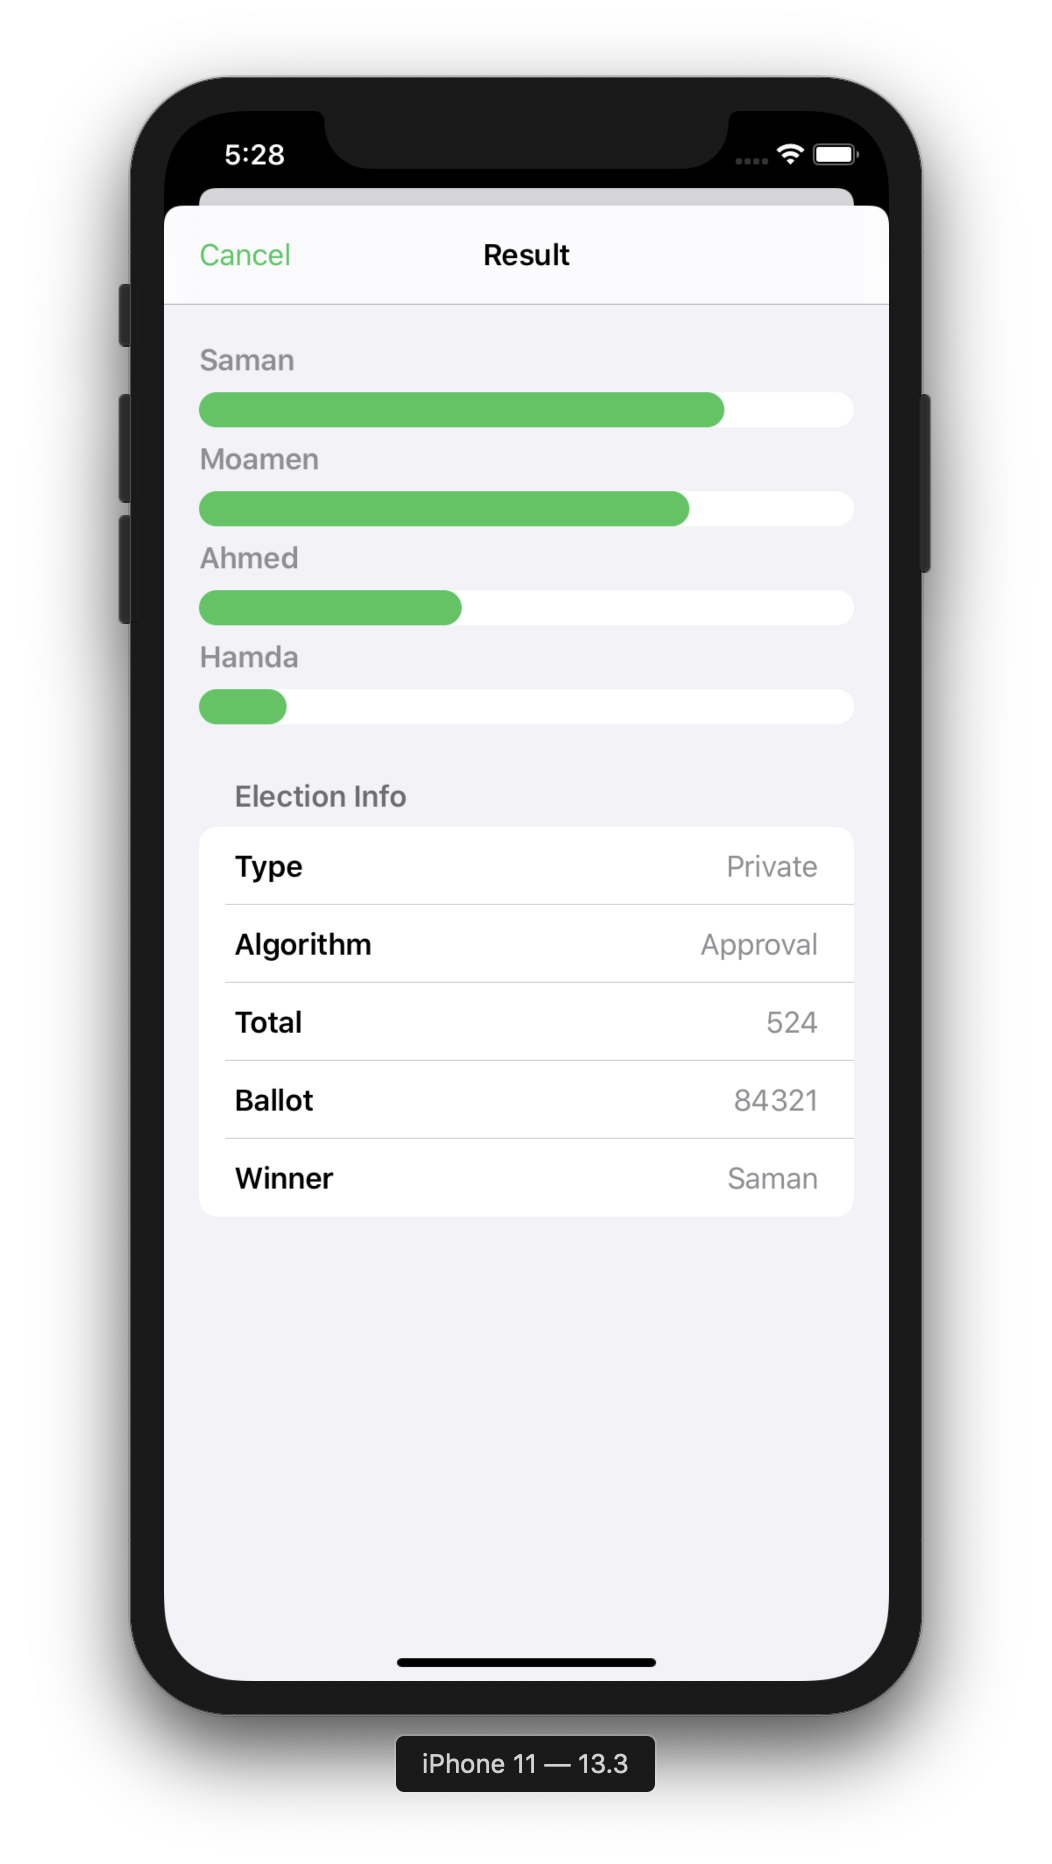 5:28
Cancel Result
Saman
Moamen
Ahmed
Hamda
Election Info
Type Private
Algorithm Approval
Total 524
Ballot 84321
Winner Saman
iPhone 11 — 13.3